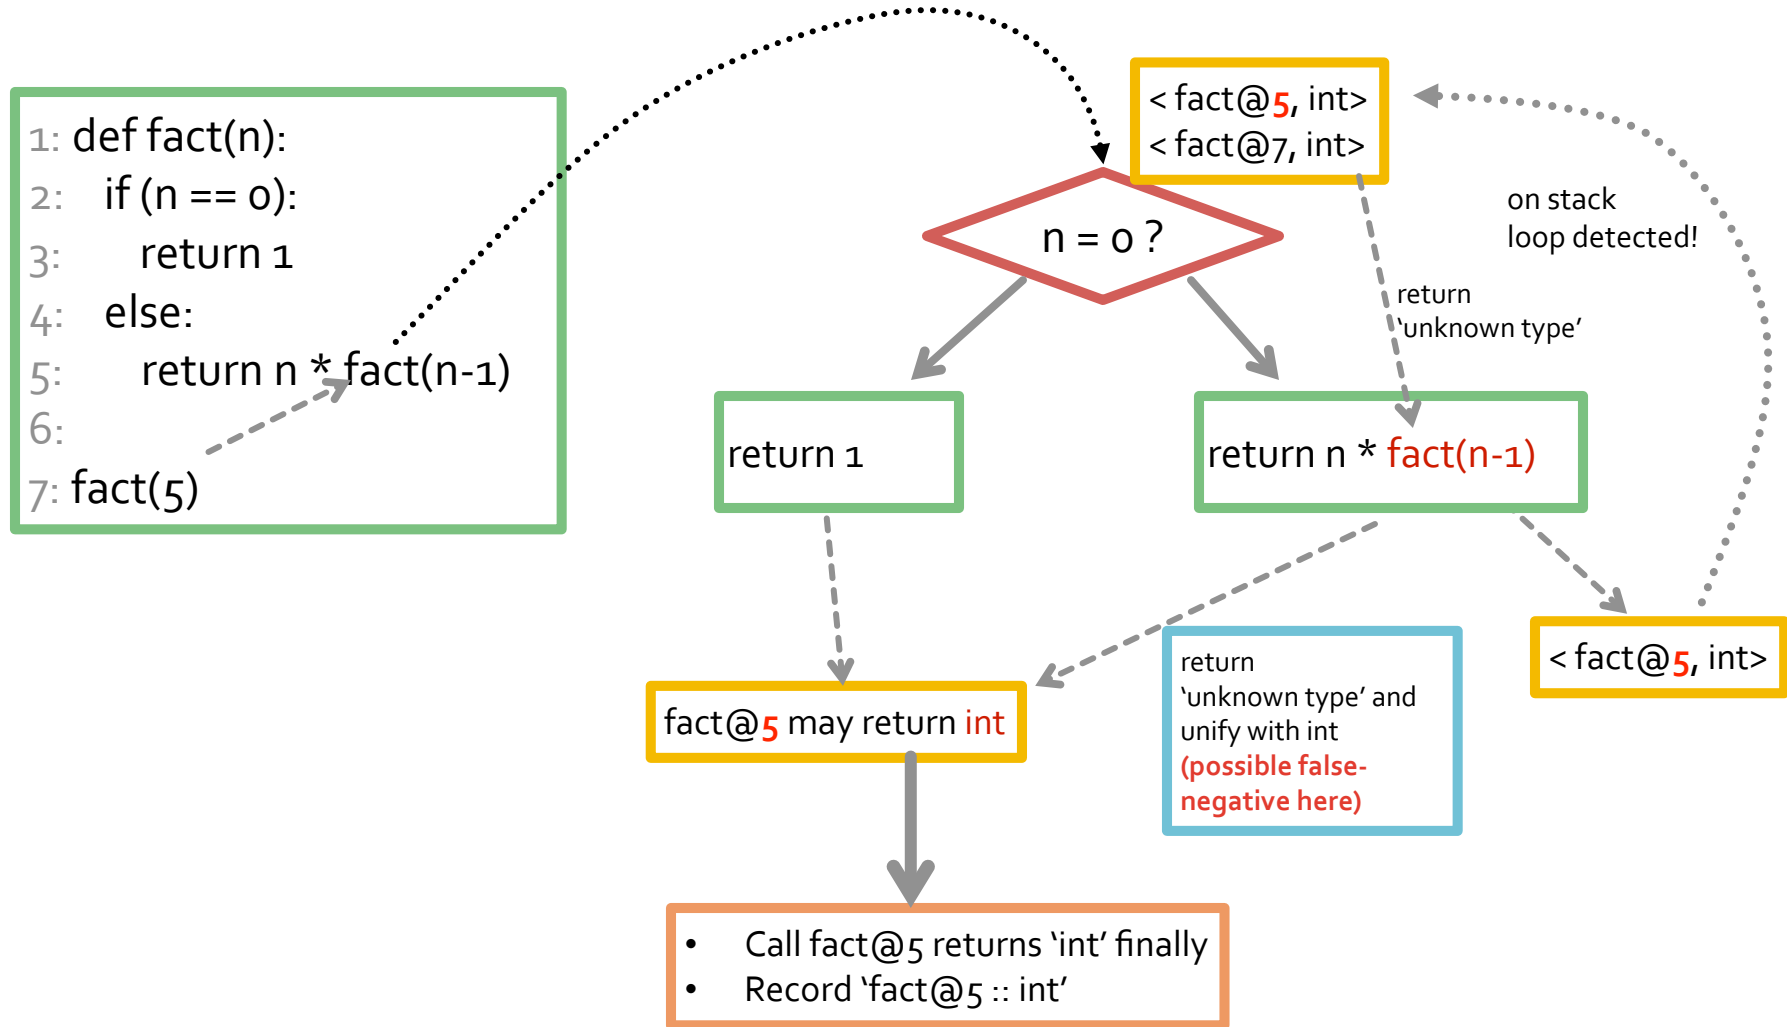 1: def fact(n):
2: if (n == 0):
3: return 1
4: else:
5: return n * fact(n-1)
6:
7: fact(5)
< fact@5, int>
< fact@7, int>
n = 0 ?
on stack
loop detected!
return
‘unknown type’
return 1
return n * fact(n-1)
< fact@5, int>
return
‘unknown type’ and
unify with int
(possible false-
negative here)
fact@5 may return int
• Call fact@5 returns ‘int’ finally
• Record ‘fact@5 :: int’